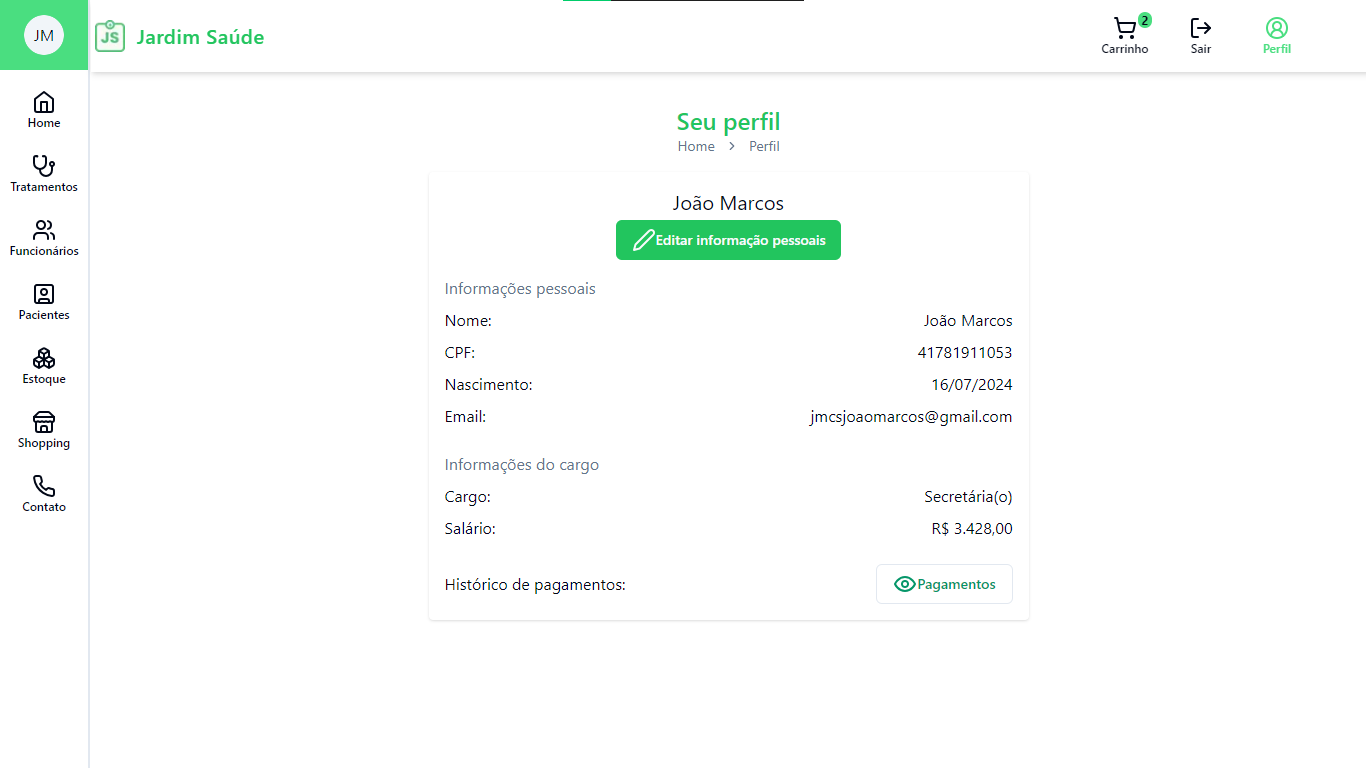 JM
JS
Jardim Saúde
2
Carrinho
Sair
Perfil
Home
Tratamentos
Funcionários
Pacientes
Estoque
Shopping
Contato
Seu perfil
Home > Perfil
João Marcos
Editar informação pessoais
Informações pessoais
Nome: João Marcos
CPF: 41781911053
Nascimento: 16/07/2024
Email: jmcsjoaomarcos@gmail.com
Informações do cargo
Cargo: Secretária(o)
Salário: R$ 3.428,00
Histórico de pagamentos: Pagamentos